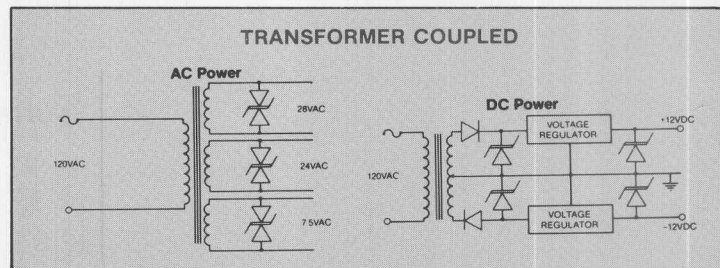 TRANSFORMER COUPLED
AC Power
28VAC
120VAC
24VAC
7.5VAC
DC Power
VOLTAGE
REGULATOR
+12VDC
120VAC
VOLTAGE
REGULATOR
-12VDC